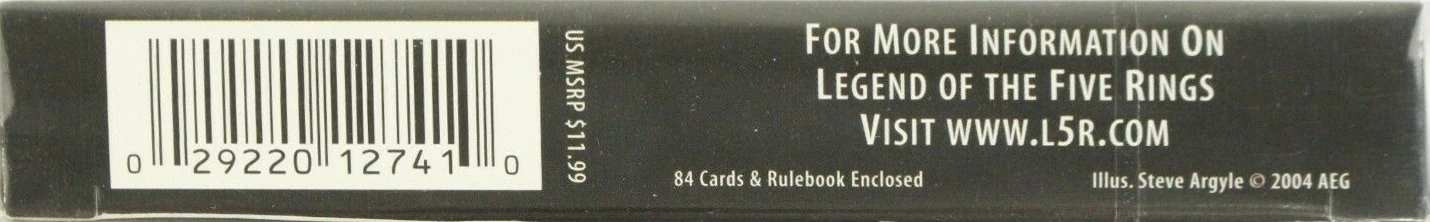 0 29220 12741 0
US MSRP $11.99
FOR MORE INFORMATION ON
LEGEND OF THE FIVE RINGS
VISIT WWW.L5R.COM
84 Cards & Rulebook Enclosed
Illus. Steve Argyle © 2004 AEG